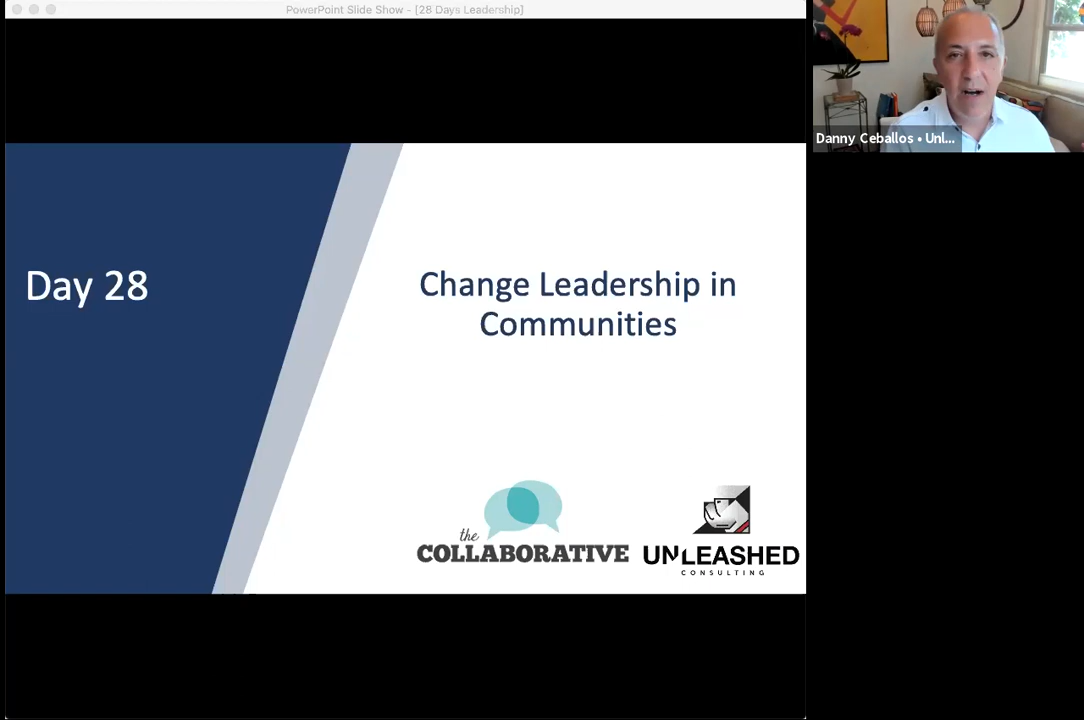 PowerPoint Slide Show - [28 Days Leadership]
Danny Ceballos • Unl...
Day 28
Change Leadership in
Communities
the
COLLABORATIVE
UNLEASHED
CONSULTING